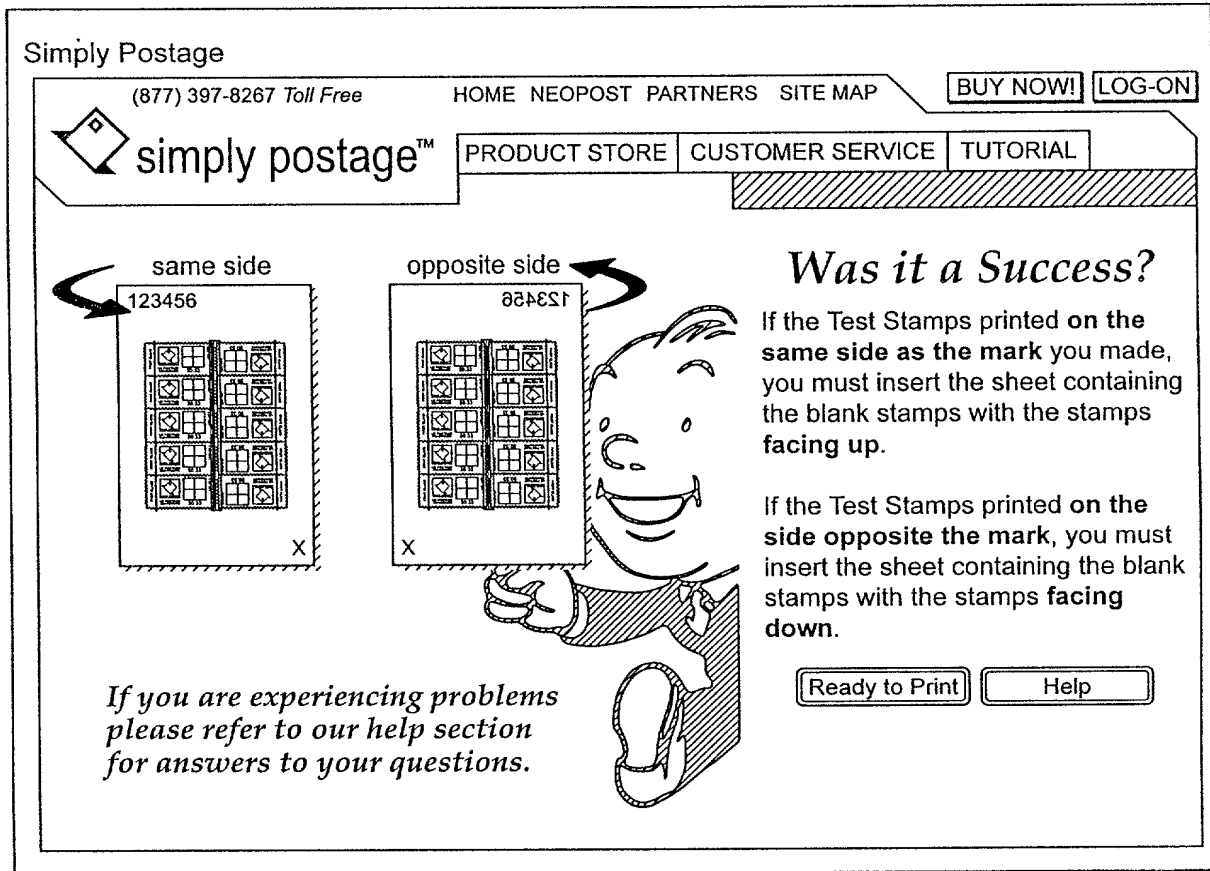 Simply Postage
(877) 397-8267 Toll Free
HOME NEOPOST PARTNERS SITE MAP
BUY NOW! LOG-ON
simply postage™
PRODUCT STORE CUSTOMER SERVICE TUTORIAL
same side
opposite side
123456
123456
X
X
Was it a Success?
If the Test Stamps printed on the
same side as the mark you made,
you must insert the sheet containing
the blank stamps with the stamps
facing up.
If the Test Stamps printed on the
side opposite the mark, you must
insert the sheet containing the blank
stamps with the stamps facing
down.
Ready to Print Help
If you are experiencing problems
please refer to our help section
for answers to your questions.